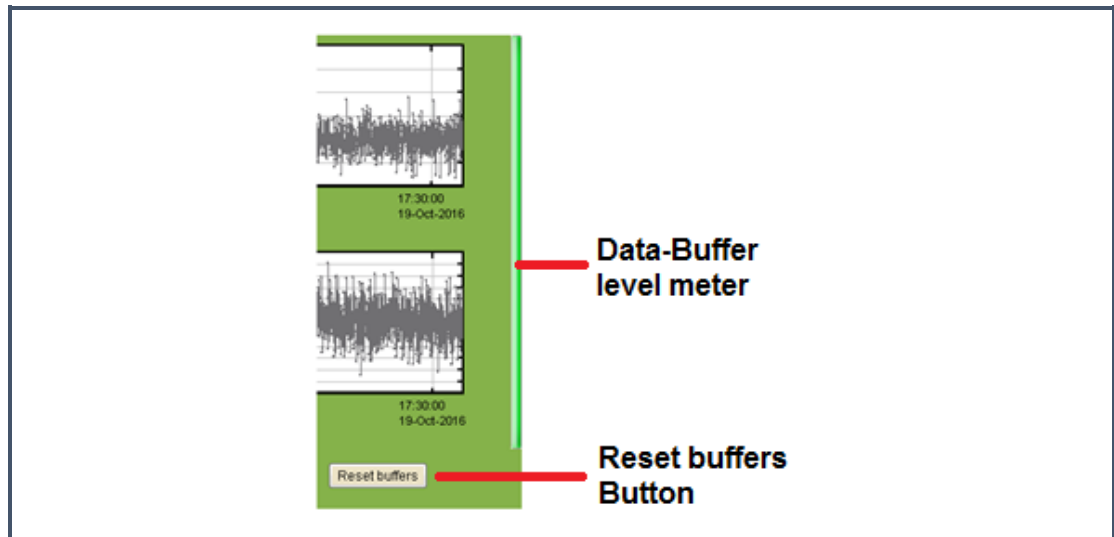 17:30:00
19-Oct-2016
Data-Buffer
level meter
17:30:00
19-Oct-2016
Reset buffers
Reset buffers
Button